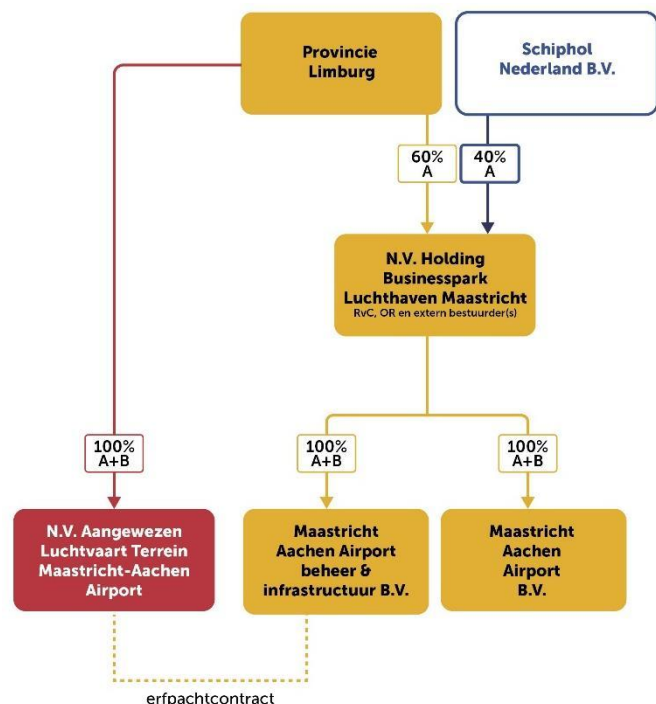 Provincie
Limburg
Schiphol
Nederland B.V.
60%
A
40%
A
N.V. Holding
Businesspark
Luchthaven Maastricht
RvC, OR en extern bestuurder(s)
100%
A+B
100%
A+B
100%
A+B
N.V. Aangewezen
Luchtvaart Terrein
Maastricht-Aachen
Airport
Maastricht
Aachen Airport
beheer &
infrastructuur B.V.
Maastricht
Aachen
Airport
B.V.
erfpachtcontract